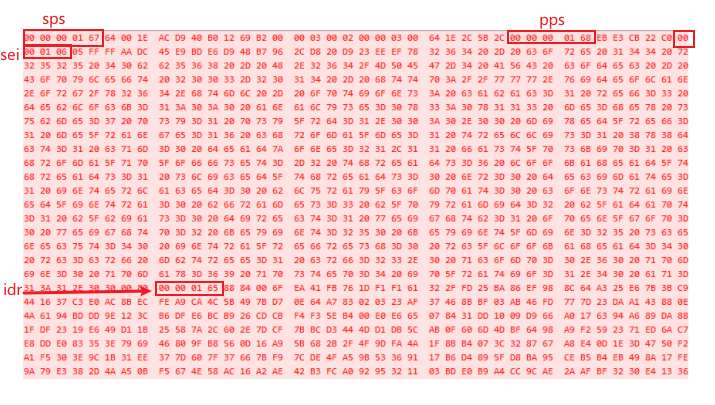 sps
pps
00 00 00 01 67 64 00 1E AC D9 40 B0 12 69 B2 00 00 03 00 02 00 00 03 00 64 1E 2C 5B 2C 00 00 00 01 68 EB E3 CB 22 C0 00
sei
00 01 06 05 FF FF AA DC 45 E9 BD E6 D9 48 B7 96 2C D8 20 D9 23 EE EF 78 32 36 34 20 2D 20 63 6F 72 65 20 31 34 34 20 72
32 35 32 35 20 34 30 62 62 35 36 38 20 2D 20 48 2E 32 36 34 2F 4D 50 45 47 2D 34 20 41 56 43 20 63 6F 64 65 63 20 2D 20
43 6F 70 79 6C 65 66 74 20 32 30 30 33 2D 32 30 31 34 20 2D 20 68 74 74 70 3A 2F 2F 77 77 77 2E 76 69 64 65 6F 6C 61 6E
2E 6F 72 67 2F 78 32 36 34 2E 68 74 6D 6C 20 2D 20 6F 70 74 69 6F 6E 73 3A 20 63 61 62 61 63 3D 31 20 72 65 66 3D 33 20
64 65 62 6C 6F 63 6B 3D 31 3A 30 3A 30 20 61 6E 61 6C 79 73 65 3D 30 78 33 3A 30 78 31 31 33 20 6D 65 3D 68 65 78 20 73
75 62 6D 65 3D 37 20 70 73 79 3D 31 20 70 73 79 5F 72 64 3D 31 2E 30 30 3A 30 2E 30 30 20 6D 69 78 65 64 5F 72 65 66 3D
31 20 6D 65 5F 72 61 6E 67 65 3D 31 36 20 63 68 72 6F 6D 61 5F 6D 65 3D 31 20 74 72 65 6C 6C 69 73 3D 31 20 38 78 38 64
63 74 3D 31 20 63 71 6D 3D 30 20 64 65 61 64 7A 6F 6E 65 3D 32 31 2C 31 31 20 66 61 73 74 5F 70 73 6B 69 70 3D 31 20 63
68 72 6F 6D 61 5F 71 70 5F 6F 66 66 73 65 74 3D 2D 32 20 74 68 72 65 61 64 73 3D 36 20 6C 6F 6F 6B 61 68 65 61 64 5F 74
68 72 65 61 64 73 3D 31 20 73 6C 69 63 65 64 5F 74 68 72 65 61 64 73 3D 30 20 6E 72 3D 30 20 64 65 63 69 6D 61 74 65 3D
31 20 69 6E 74 65 72 6C 61 63 65 64 3D 30 20 62 6C 75 72 61 79 5F 63 6F 6D 70 61 74 3D 30 20 63 6F 6E 73 74 72 61 69 6E
65 64 5F 69 6E 74 72 61 3D 30 20 62 66 72 61 6D 65 73 3D 33 20 62 5F 70 79 72 61 6D 69 64 3D 32 20 62 5F 61 64 61 70 74
3D 31 20 62 5F 62 69 61 73 3D 30 20 64 69 72 65 63 74 3D 31 20 77 65 69 67 68 74 62 3D 31 20 6F 70 65 6E 5F 67 6F 70 3D
30 20 77 65 69 67 68 74 70 3D 32 20 6B 65 79 69 6E 74 3D 32 35 30 20 6B 65 79 69 6E 74 5F 6D 69 6E 3D 32 35 20 73 63 65
6E 65 63 75 74 3D 34 30 20 69 6E 74 72 61 5F 72 65 66 72 65 73 68 3D 30 20 72 63 5F 6C 6F 6F 6B 61 68 65 61 64 3D 34 30
20 72 63 3D 63 72 66 20 6D 62 74 72 65 65 3D 31 20 63 72 66 3D 32 33 2E 30 20 71 63 6F 6D 70 3D 30 2E 36 30 20 71 70 6D
69 6E 3D 30 20 71 70 6D 61 78 3D 36 39 20 71 70 73 74 65 70 3D 34 20 69 70 5F 72 61 74 69 6F 3D 31 2E 34 30 20 61 71 3D
idr
31 3A 31 2E 30 30 00 00 00 01 65 88 84 00 6F EA 41 FB 76 1D F1 F1 61 32 2F FD 25 BA 86 EF 98 8C 64 A3 25 E6 7B 3B C9
44 16 37 C3 E0 AC 8B EC FE A9 CA 4C 5B 49 7B D7 0E 64 A7 83 02 03 23 AF 37 46 8B BF 03 AB 46 FD 77 7D 23 DA A1 43 88 0E
4A 61 94 BD DD 9E 12 3C B6 DF E6 BC B9 26 CD CB F4 F3 5E B4 00 E0 E6 65 07 84 31 DD 10 09 D9 66 A0 17 63 94 A6 89 DA 88
1F DF 23 19 E6 49 D1 1B 25 58 7A 2C 60 2E 7D CF 7B BC D3 44 4D D1 DB 5C AB 0F 60 6D 4D BF 64 98 A9 F2 59 23 71 ED 6A C7
E8 DD E0 83 35 3E 79 69 46 80 9F B8 56 0D 16 A9 5B 68 2B 2F 4F 9D FA 4A 1F 88 B4 07 3C 32 87 67 A8 E4 0D 1E 3D 47 50 F2
A1 F5 30 3E 9C 1B 31 EE 37 7D 60 7F 37 66 7B F9 7C DE 4F A5 9B 53 36 91 17 B6 D4 89 5F D8 BA 95 CE B5 B4 EB 49 8A 17 FE
9A 79 E3 38 2D 4A A5 0B F5 67 4E 58 AC 16 A2 AE 42 B3 FC A0 92 95 32 11 03 BD E0 B9 A4 CC 9C AE 2A AF BF 32 30 E4 13 36